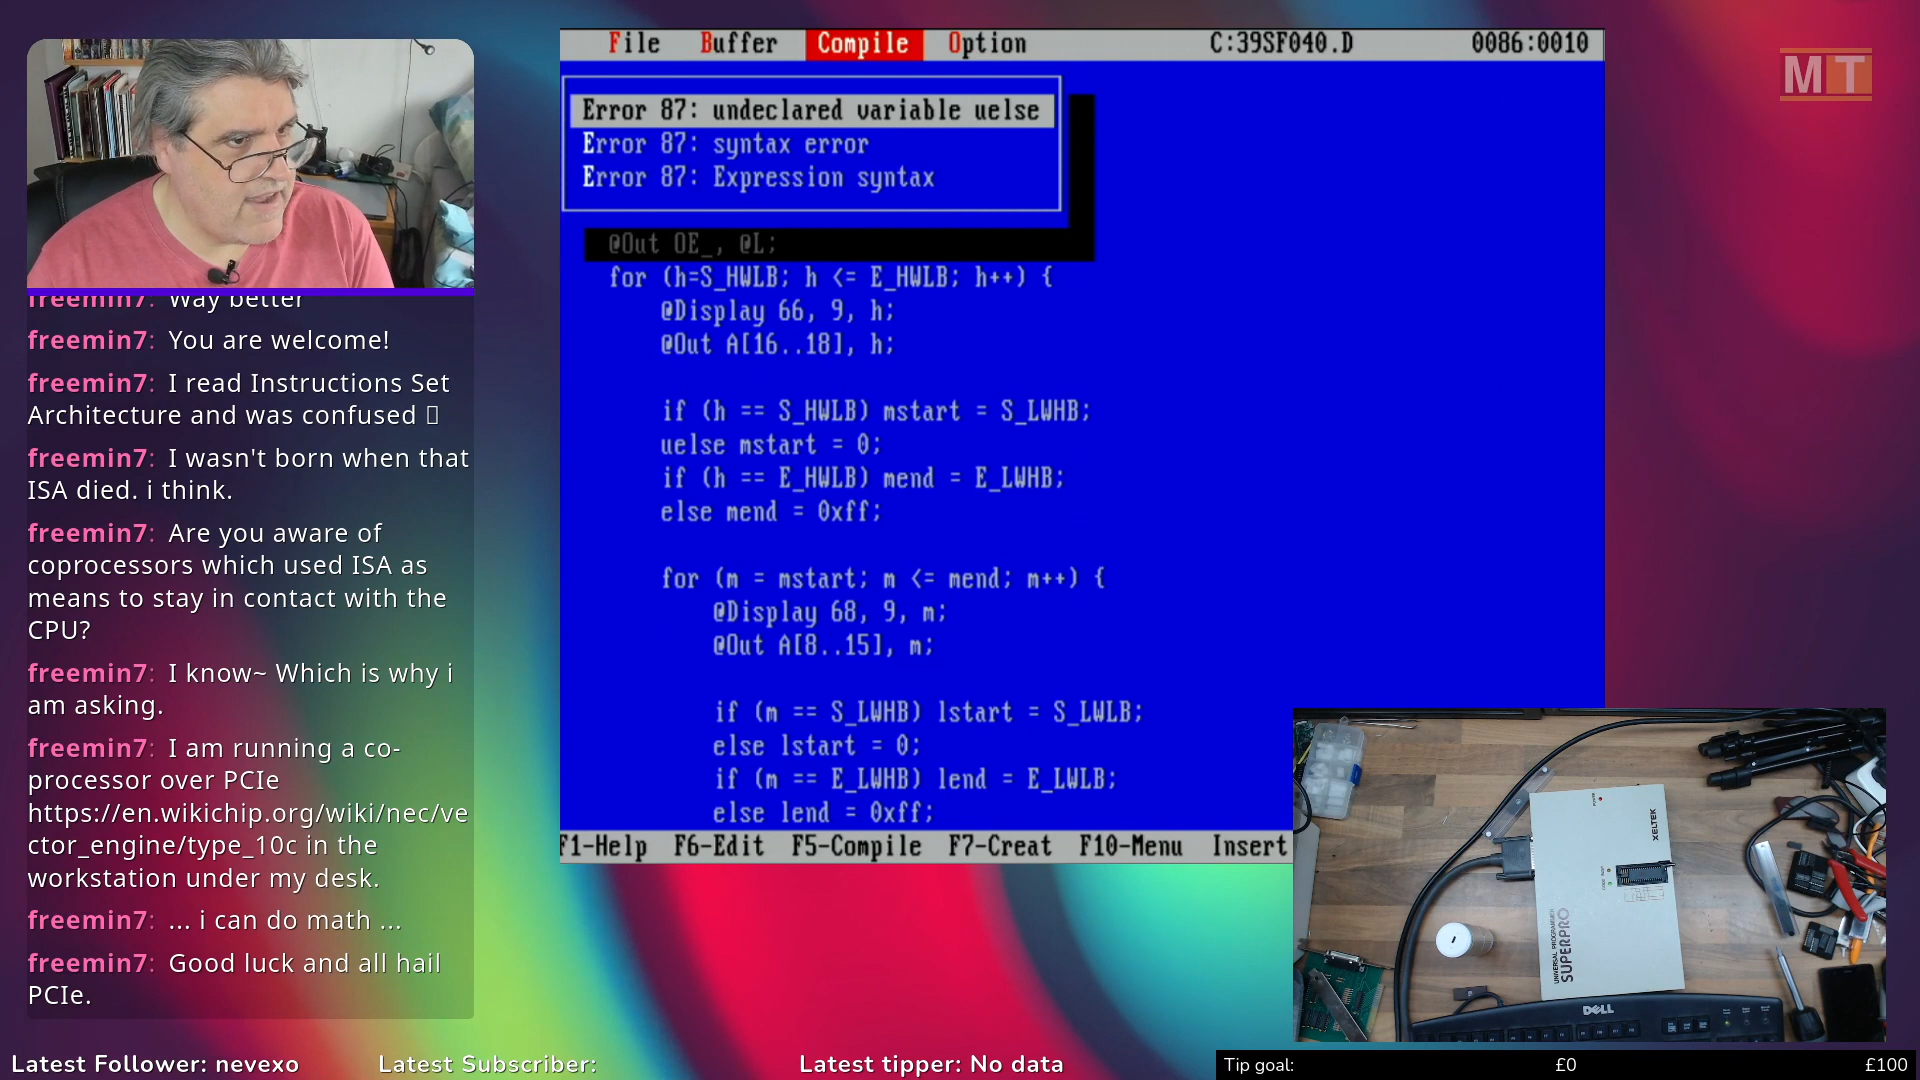 File Buffer Compile Option C:39SF040.D 0086:0010
Error 87: undeclared variable uelse
Error 87: syntax error
Error 87: Expression syntax
@Out OE_, @L;
for (h=S_HWLB; h <= E_HWLB; h++) {
@Display 66, 9, h;
@Out A[16..18], h;
if (h == S_HWLB) mstart = S_LWHB;
uelse mstart = 0;
if (h == E_HWLB) mend = E_LWHB;
else mend = 0xff;
for (m = mstart; m <= mend; m++) {
@Display 68, 9, m;
@Out A[8..15], m;
if (m == S_LWHB) lstart = S_LWLB;
else lstart = 0;
if (m == E_LWHB) lend = E_LWLB;
else lend = 0xff;
F1-Help F6-Edit F5-Compile F7-Creat F10-Menu Insert
MT
freemin7: Way better
freemin7: You are welcome!
freemin7: I read Instructions Set
Architecture and was confused
freemin7: I wasn't born when that
ISA died. i think.
freemin7: Are you aware of
coprocessors which used ISA as
means to stay in contact with the
CPU?
freemin7: I know~ Which is why i
am asking.
freemin7: I am running a co-
processor over PCIe
https://en.wikichip.org/wiki/nec/ve
ctor_engine/type_10c in the
workstation under my desk.
freemin7: ... i can do math ...
freemin7: Good luck and all hail
PCIe.
XELTEK
UNIVERSAL PROGRAMMER
SUPERPRO
DELL
Latest Follower: nevexo Latest Subscriber: Latest tipper: No data Tip goal: £0 £100